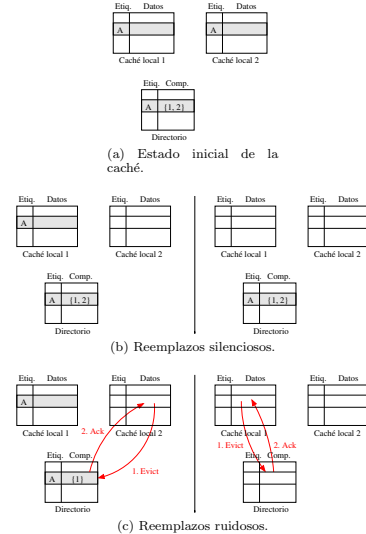 Etiq. Datos Etiq. Datos
A A
Caché local 1 Caché local 2
Etiq. Comp.
A {1, 2}
Directorio
(a) Estado inicial de la
caché.
Etiq. Datos Etiq. Datos Etiq. Datos Etiq. Datos
A
Caché local 1 Caché local 2 Caché local 1 Caché local 2
Etiq. Comp. Etiq. Comp.
A {1, 2} A {1, 2}
Directorio Directorio
(b) Reemplazos silenciosos.
Etiq. Datos Etiq. Datos Etiq. Datos Etiq. Datos
A
Caché local 1 2. Ack Caché local 2 Caché local 1 Caché local 2
1. Evict 2. Ack
Etiq. Comp. 1. Evict Etiq. Comp.
A {1}
Directorio Directorio
(c) Reemplazos ruidosos.